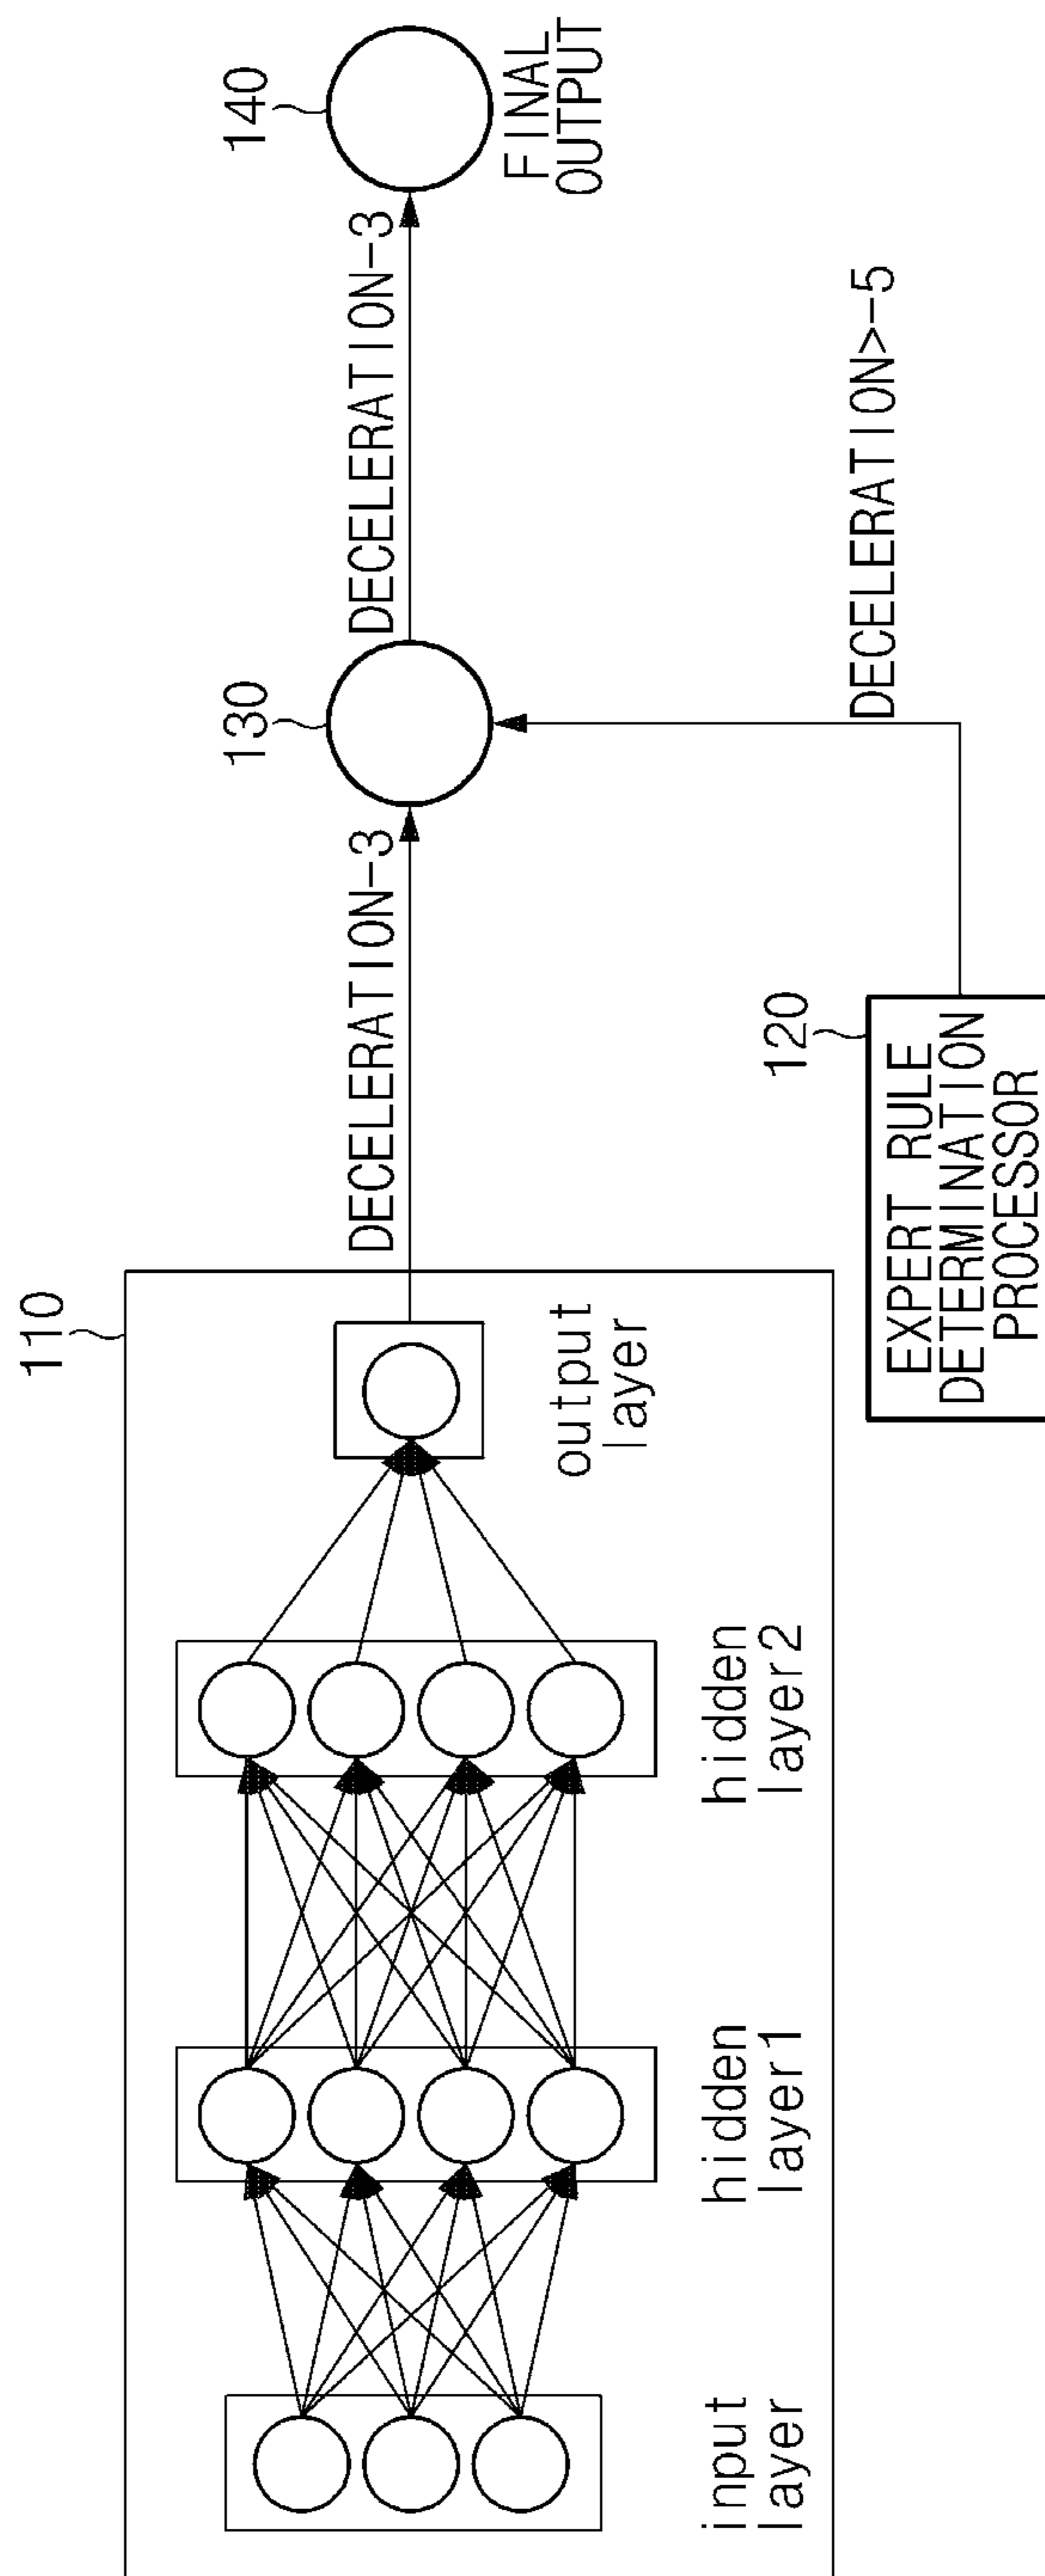 110
input
layer
hidden
layer1
hidden
layer2
output
layer
DECELERATION-3
130
DECELERATION-3
140
FINAL
OUTPUT
120
EXPERT RULE
DETERMINATION
PROCESSOR
DECELERATION>-5